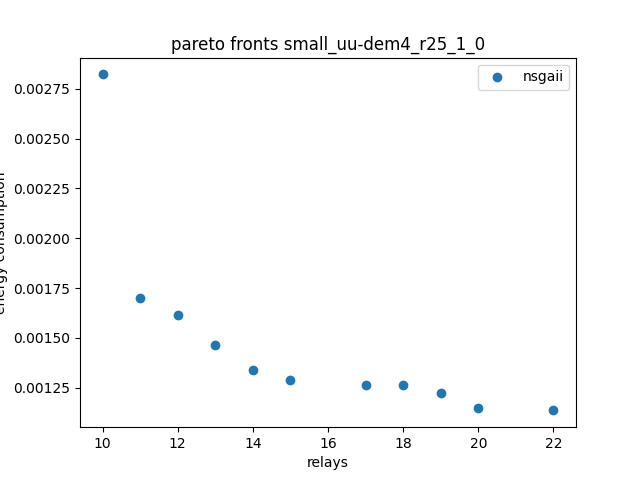 pareto fronts small_uu-dem4_r25_1_0
nsgaii
0.00275
0.00250
0.00225
0.00200
0.00175
0.00150
0.00125
energy consumption
10 12 14 16 18 20 22
relays